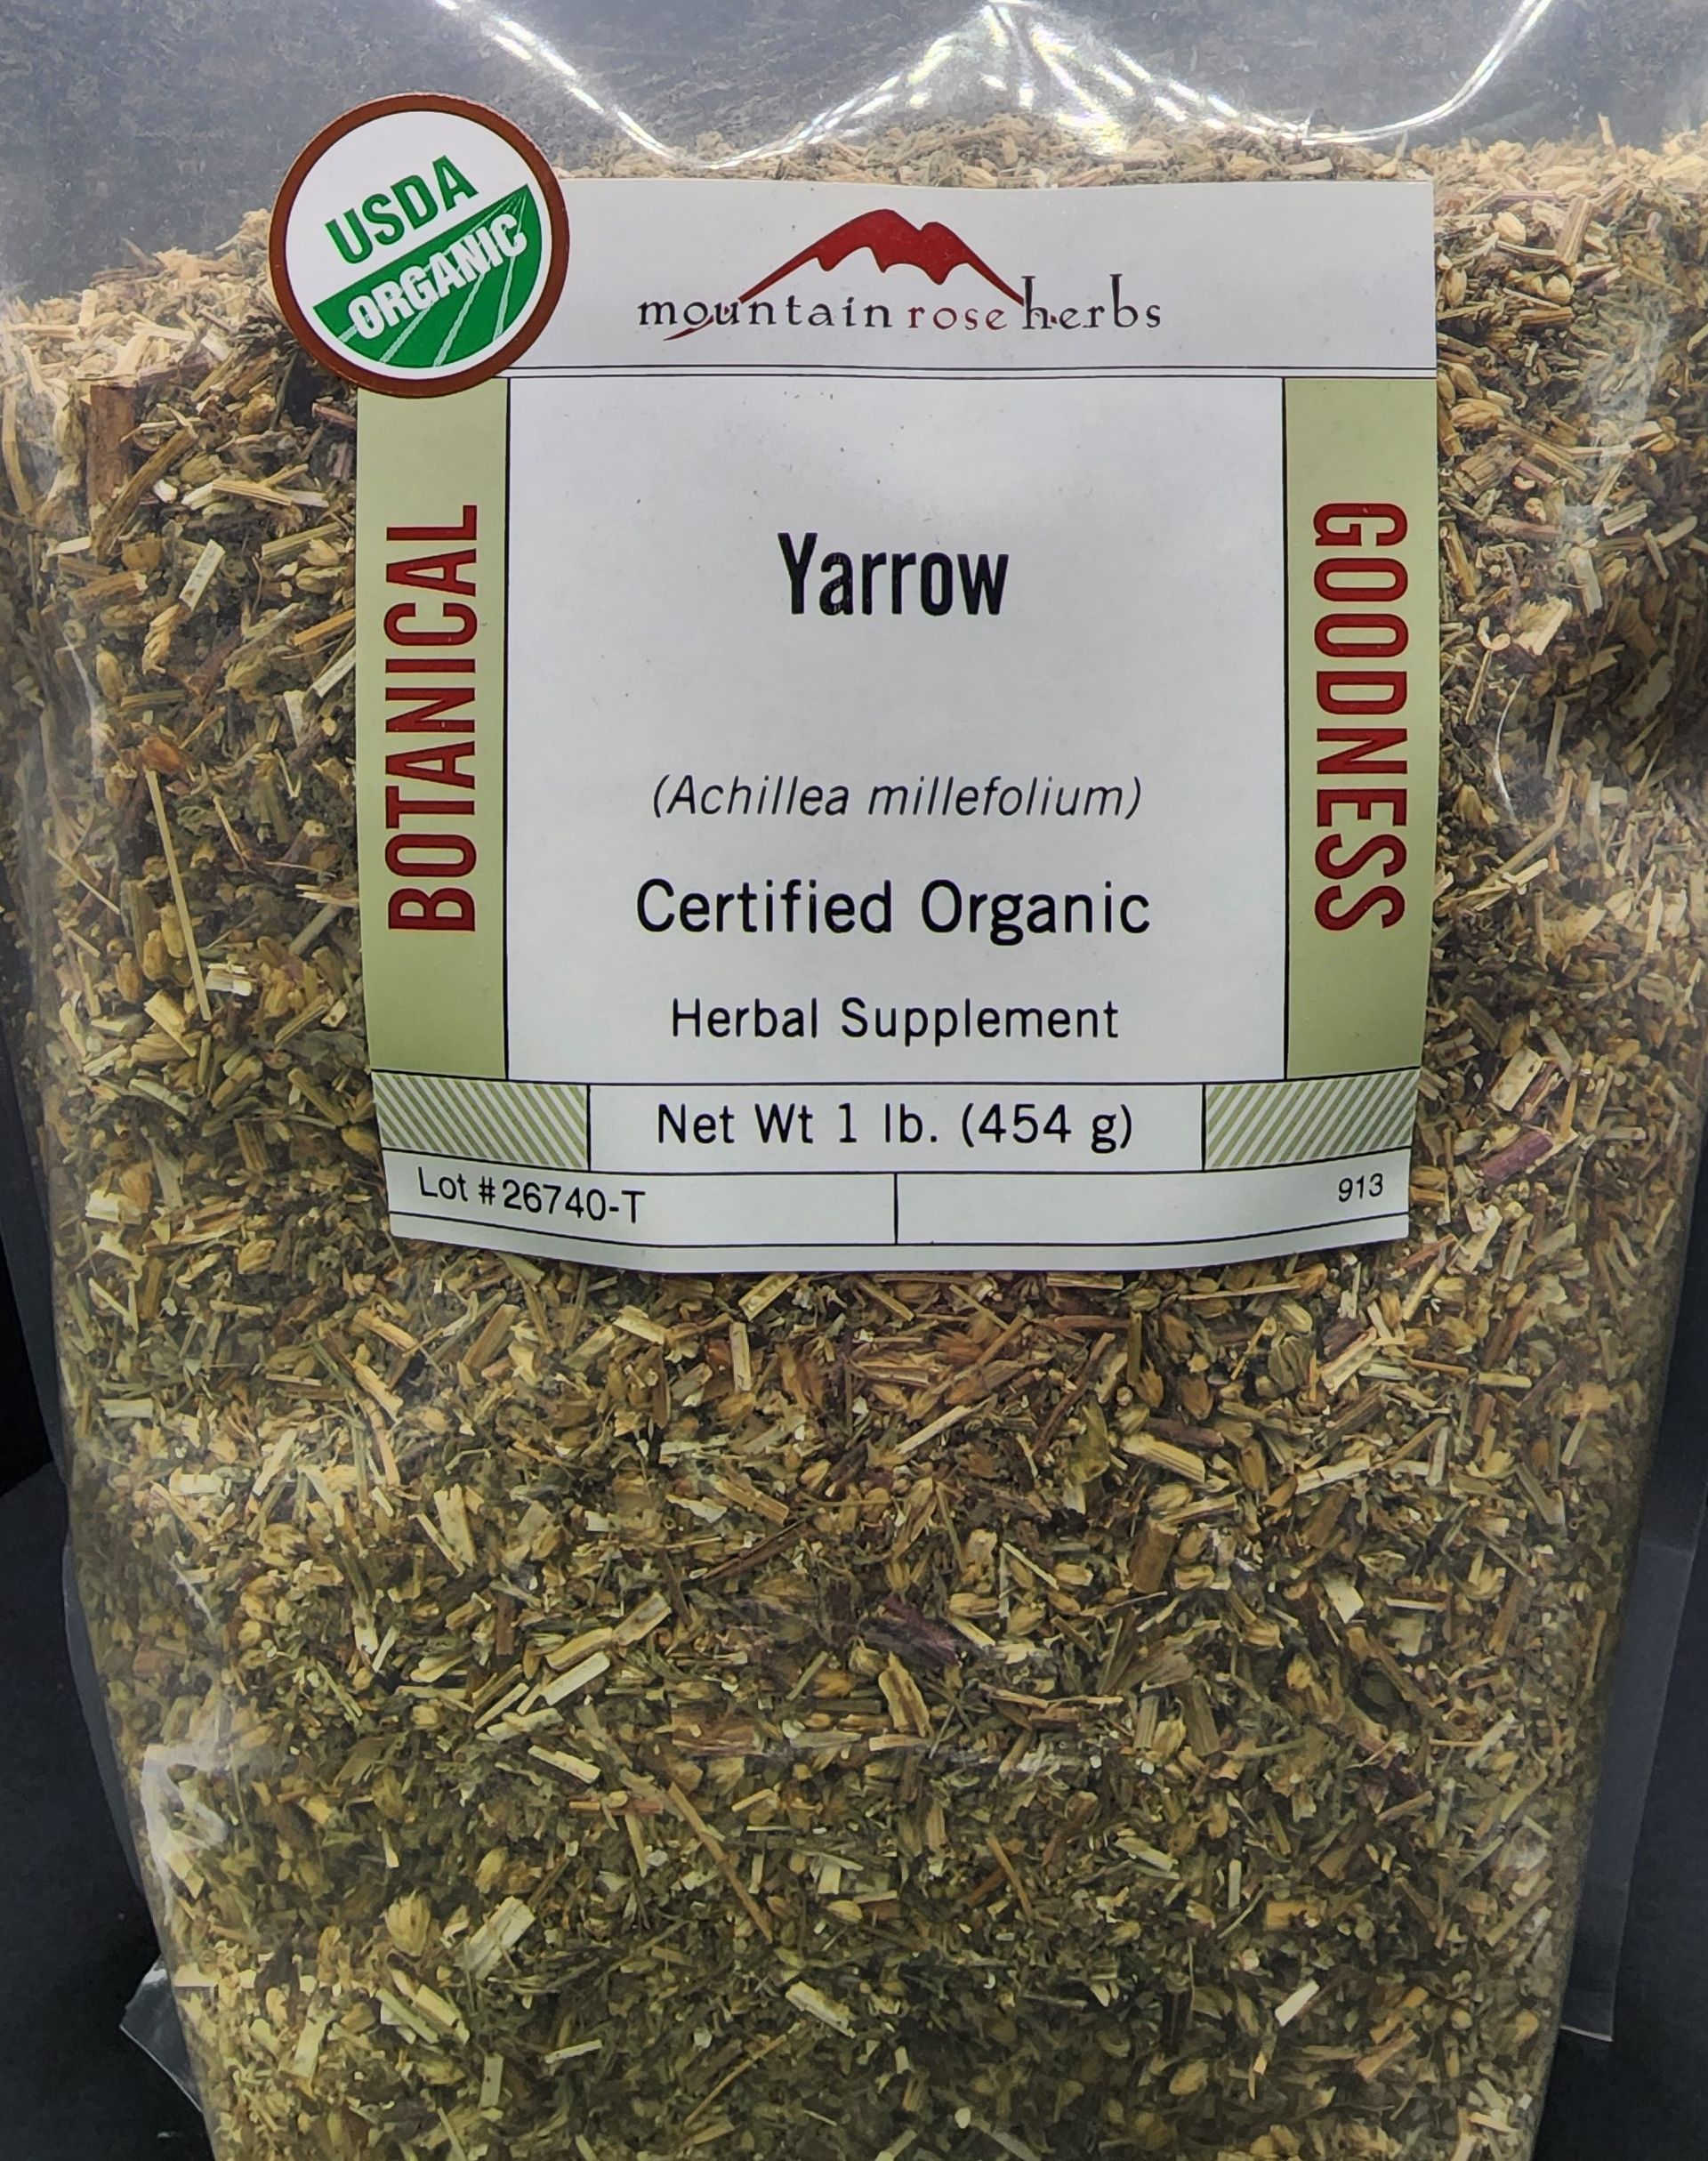 USDA
ORGANIC
mountain rose herbs
BOTANICAL
Yarrow
(Achillea millefolium)
Certified Organic
Herbal Supplement
GOODNESS
Net Wt 1 lb. (454 g)
Lot # 26740-T
913